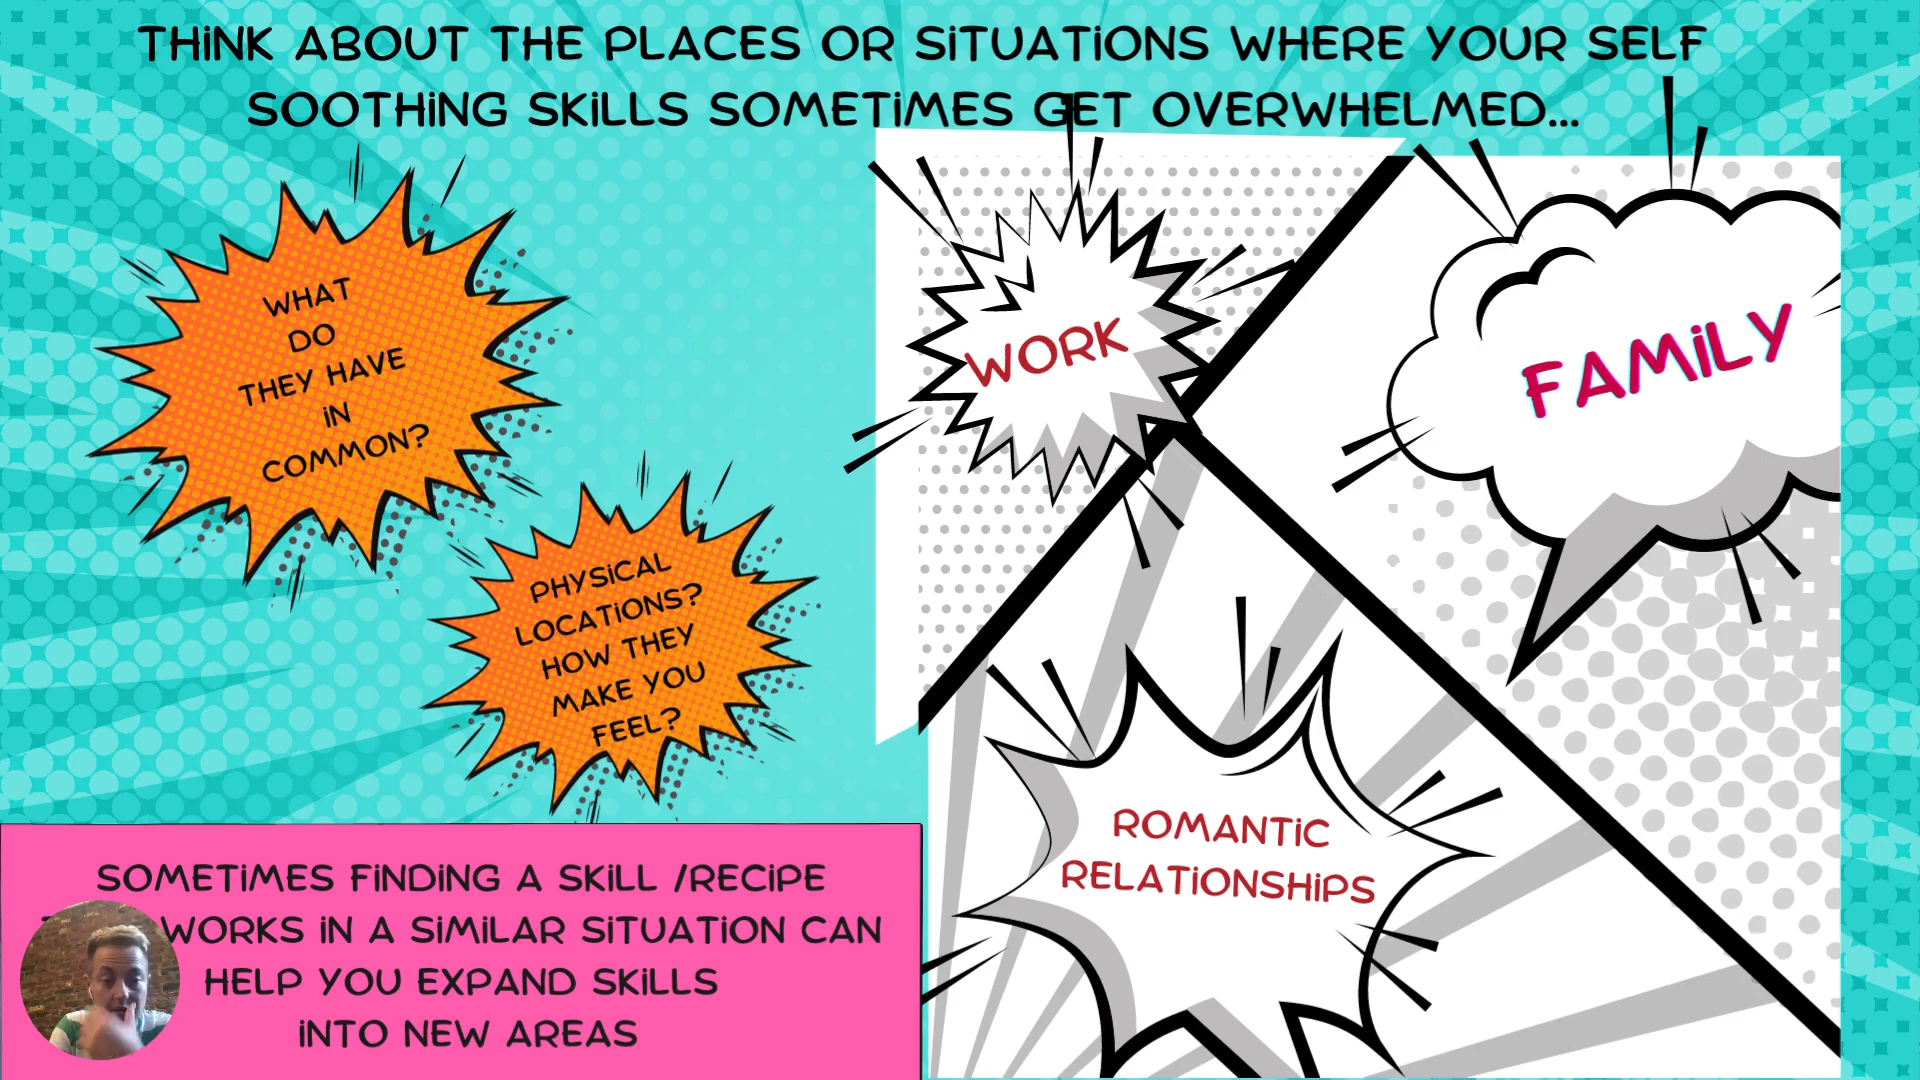 THINK ABOUT THE PLACES OR SITUATIONS WHERE YOUR SELF
SOOTHING SKILLS SOMETIMES GET OVERWHELMED...
WHAT
DO
THEY HAVE
IN
COMMON?
PHYSICAL
LOCATIONS?
HOW THEY
MAKE YOU
FEEL?
WORK
FAMILY
ROMANTIC
RELATIONSHIPS
SOMETIMES FINDING A SKILL /RECIPE
WORKS IN A SIMILAR SITUATION CAN
HELP YOU EXPAND SKILLS
INTO NEW AREAS